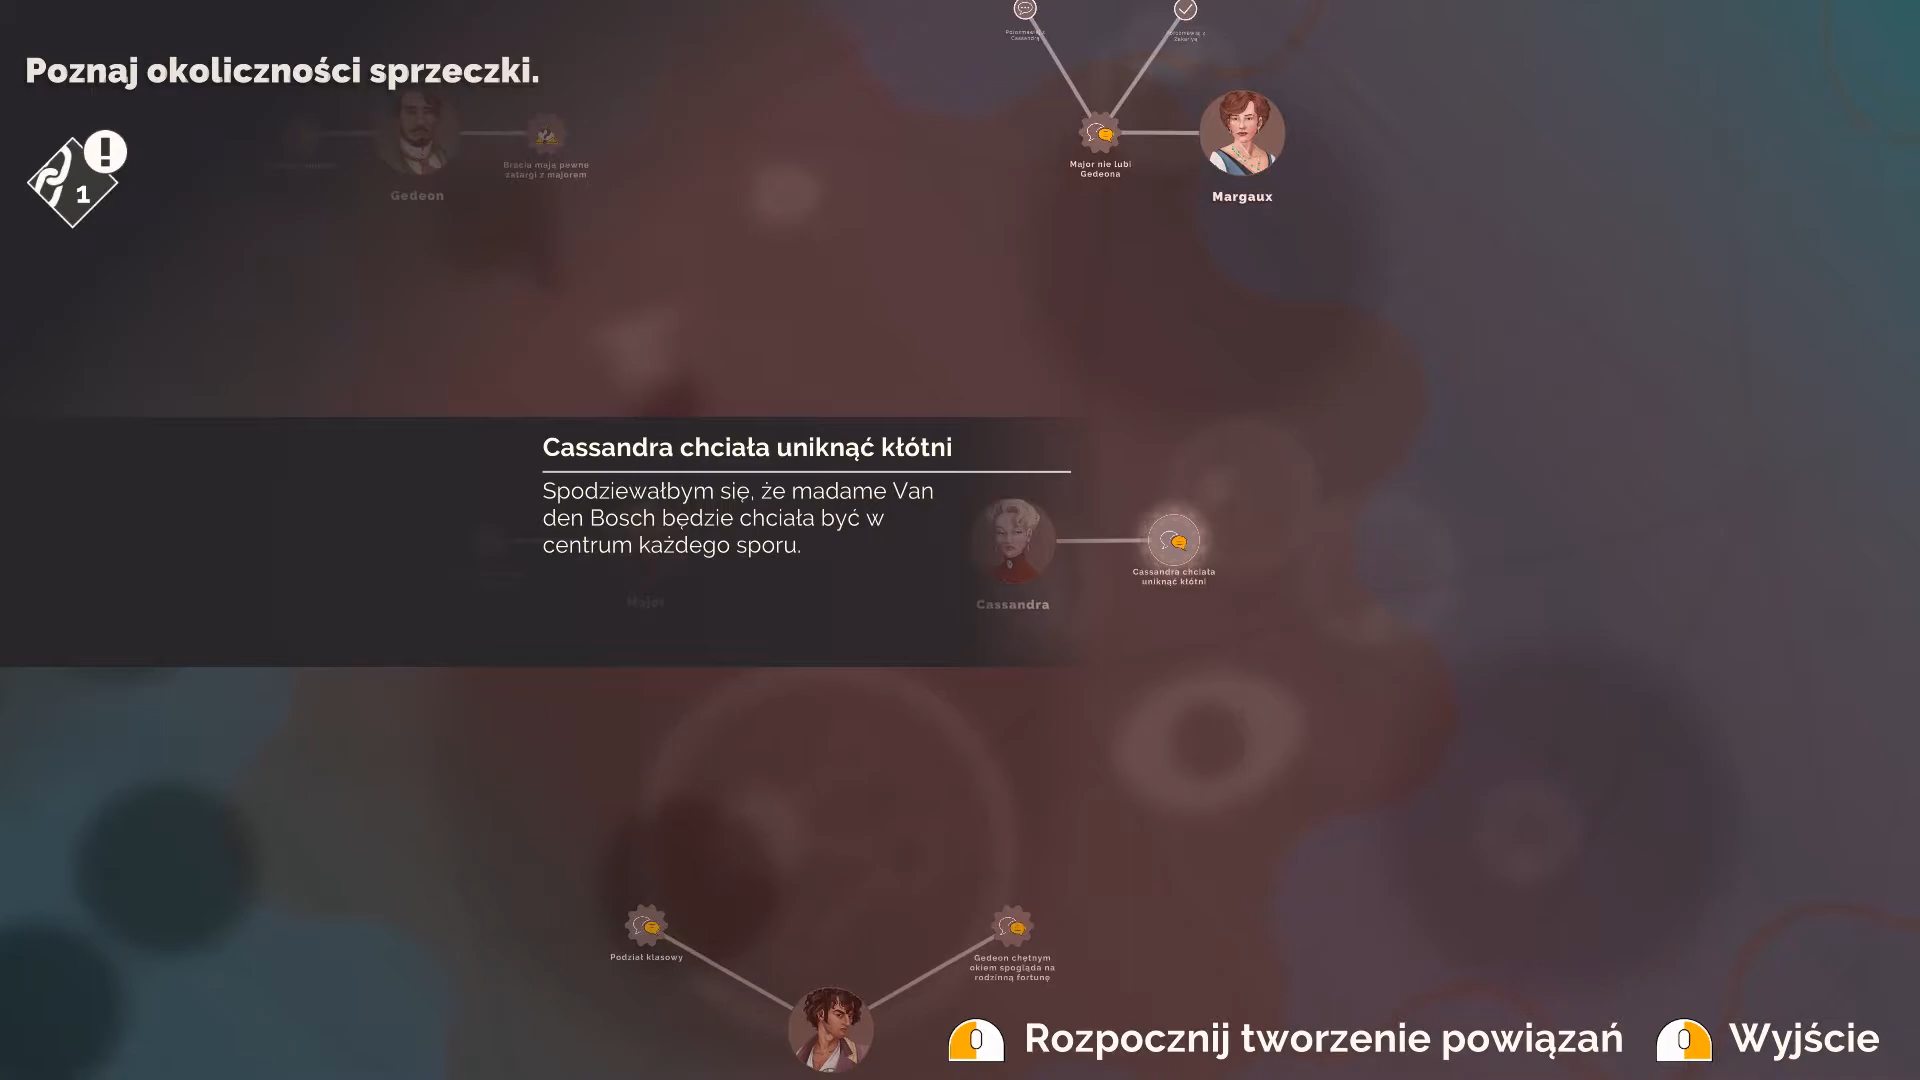 Poznaj okoliczności sprzeczki.
1
Bracia mają pewne
zatargi z majorem
Gedeon
Major nie lubi
Gedeona
Margaux
Cassandra chciała uniknąć kłótni
Spodziewałbym się, że madame Van
den Bosch będzie chciała być w
centrum każdego sporu.
Cassandra
Cassandra chciała
uniknąć kłótni
Major
Podział klasowy
Gedeon chętnym
okiem spogląda na
rodzinną fortunę
Rozpocznij tworzenie powiązań
Wyjście